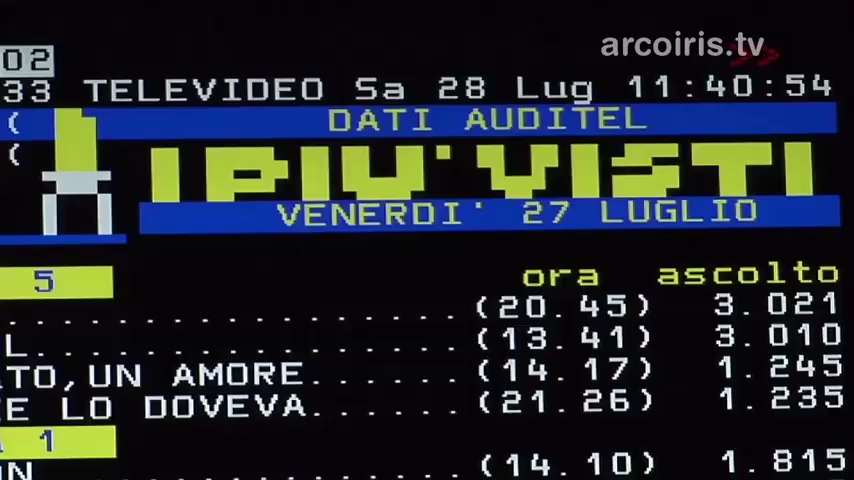 arcoiris.tv
02
33 TELEVIDEO Sa 28 Lug 11:40:54
( DATI AUDITEL
( I PIU' VISTI
VENERDI' 27 LUGLIO
5 ora ascolto
.................(20.45) 3.021
L...............(13.41) 3.010
TO,UN AMORE.....(14.17) 1.245
E LO DOVEVA.....(21.26) 1.235
1
(14.10) 1.815